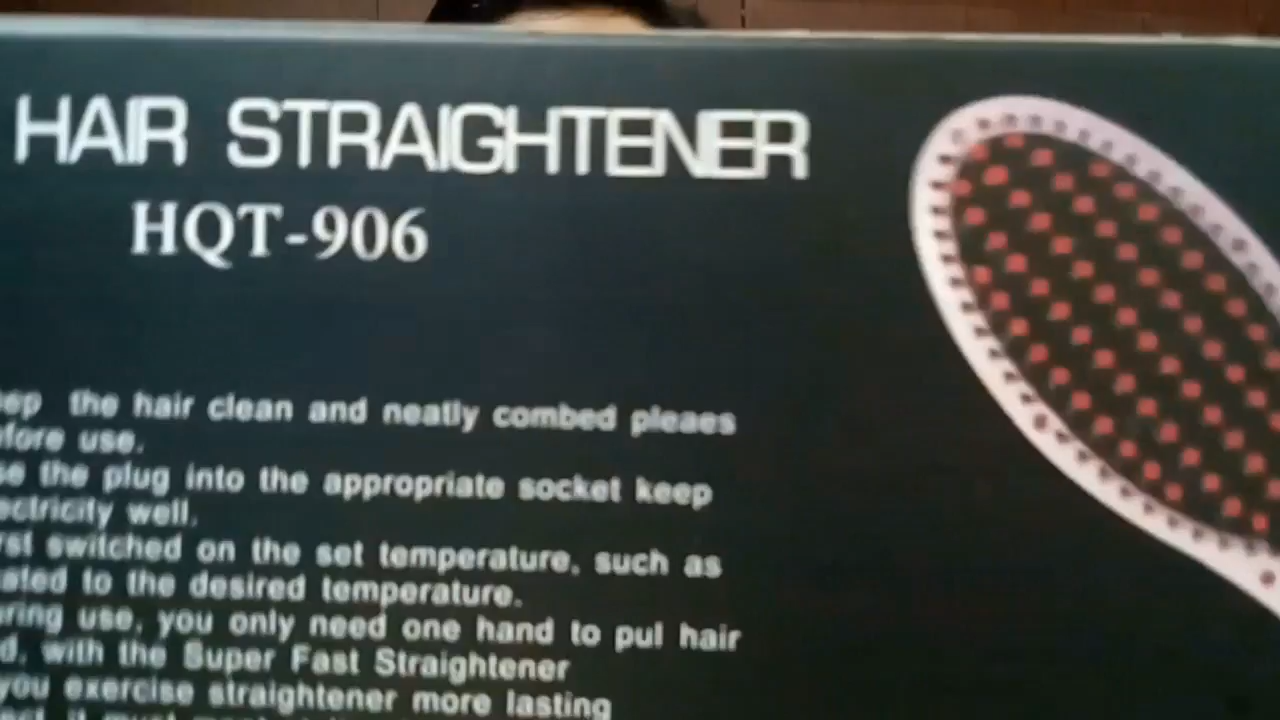 HAIR STRAIGHTENER
HQT-906
the hair clean and neatly combed pleaes
use.
the plug into the appropriate socket keep
well.
switched on the set temperature, such as
to the desired temperature.
use, you only need one hand to pul hair
with the Super Fast Straightener
you exercise straightener more lasting